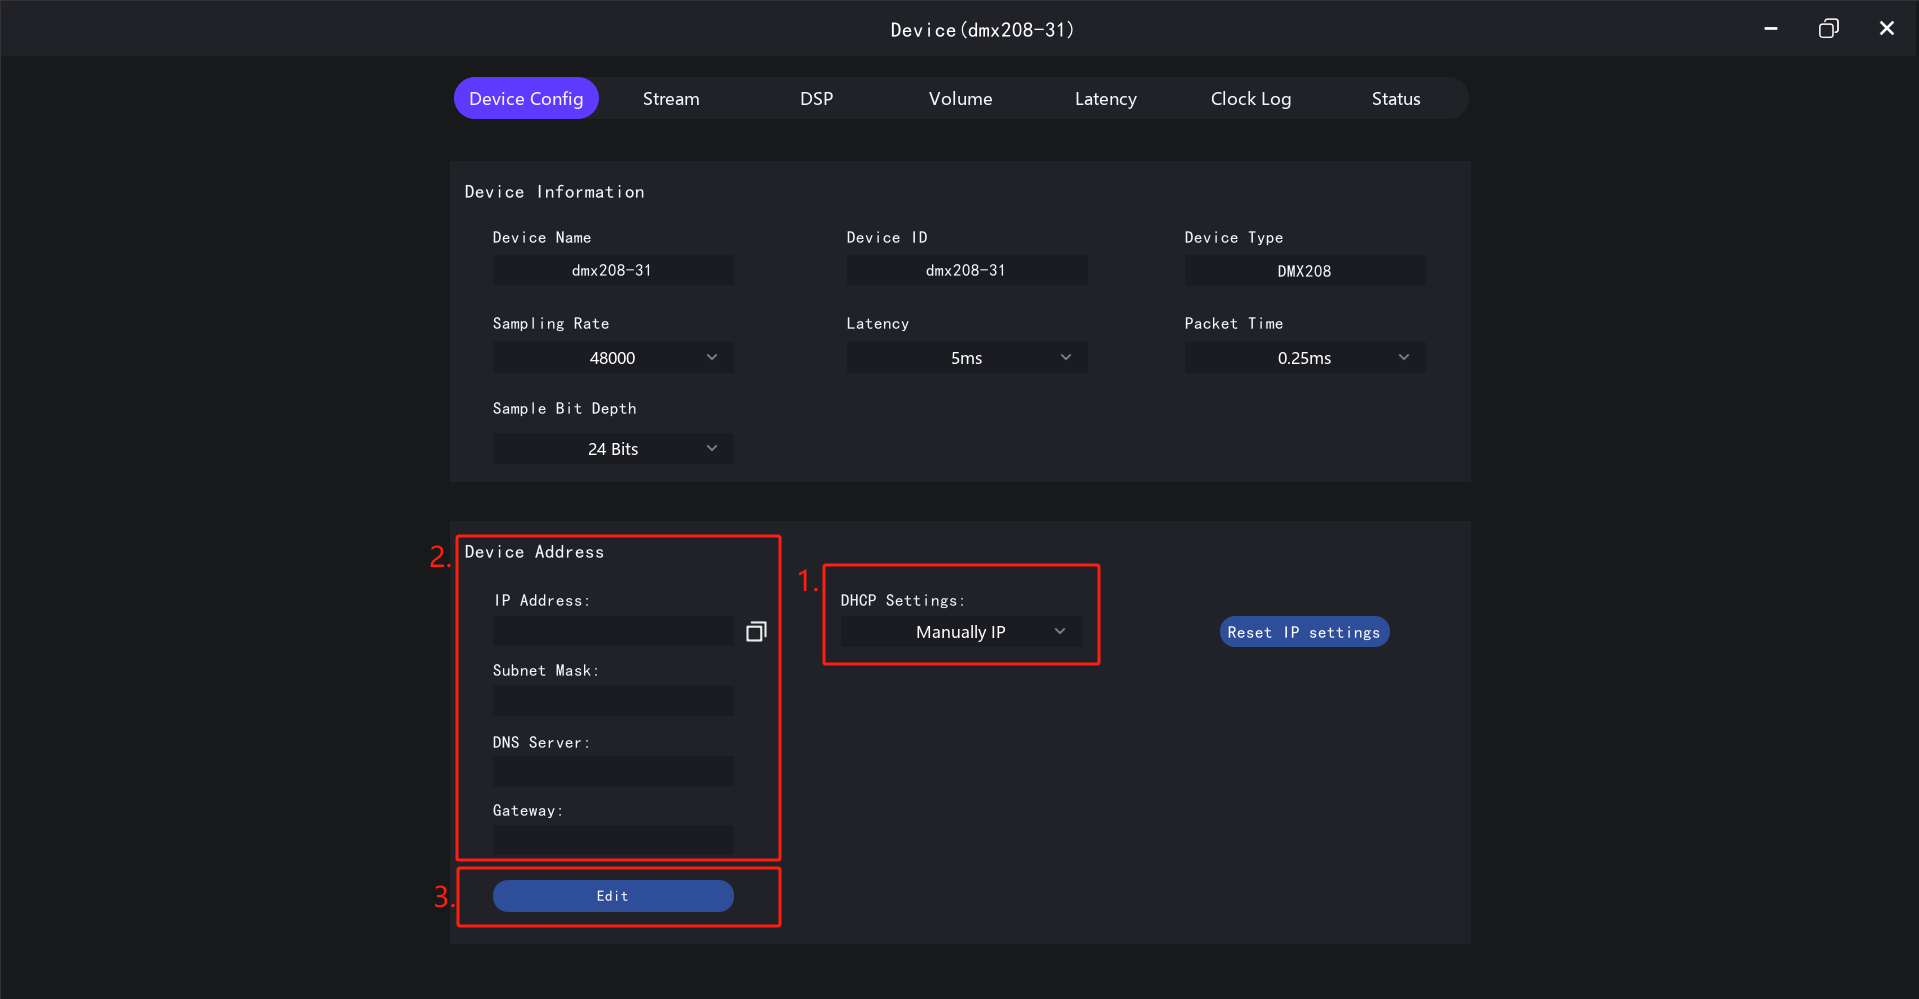 Device(dmx208-31)
Device Config
Stream
DSP
Volume
Latency
Clock Log
Status
Device Information
Device Name
Device ID
Device Type
dmx208-31
dmx208-31
DMX208
Sampling Rate
Latency
Packet Time
48000
5ms
0.25ms
Sample Bit Depth
24 Bits
2.
Device Address
1.
IP Address:
DHCP Settings:
Manually IP
Reset IP settings
Subnet Mask:
DNS Server:
Gateway:
3.
Edit